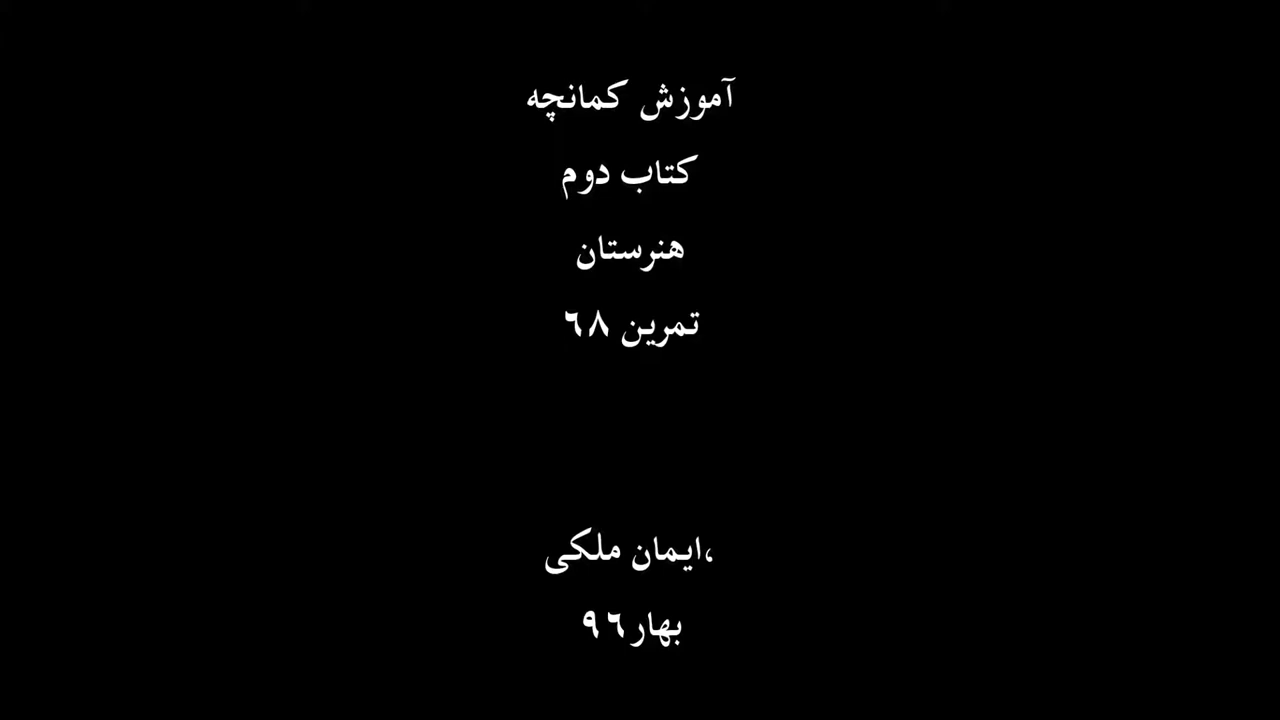 آموزش کمانچه
کتاب دوم
هنرستان
تمرین ٦٨
،ایمان ملکی
بهار٩٦